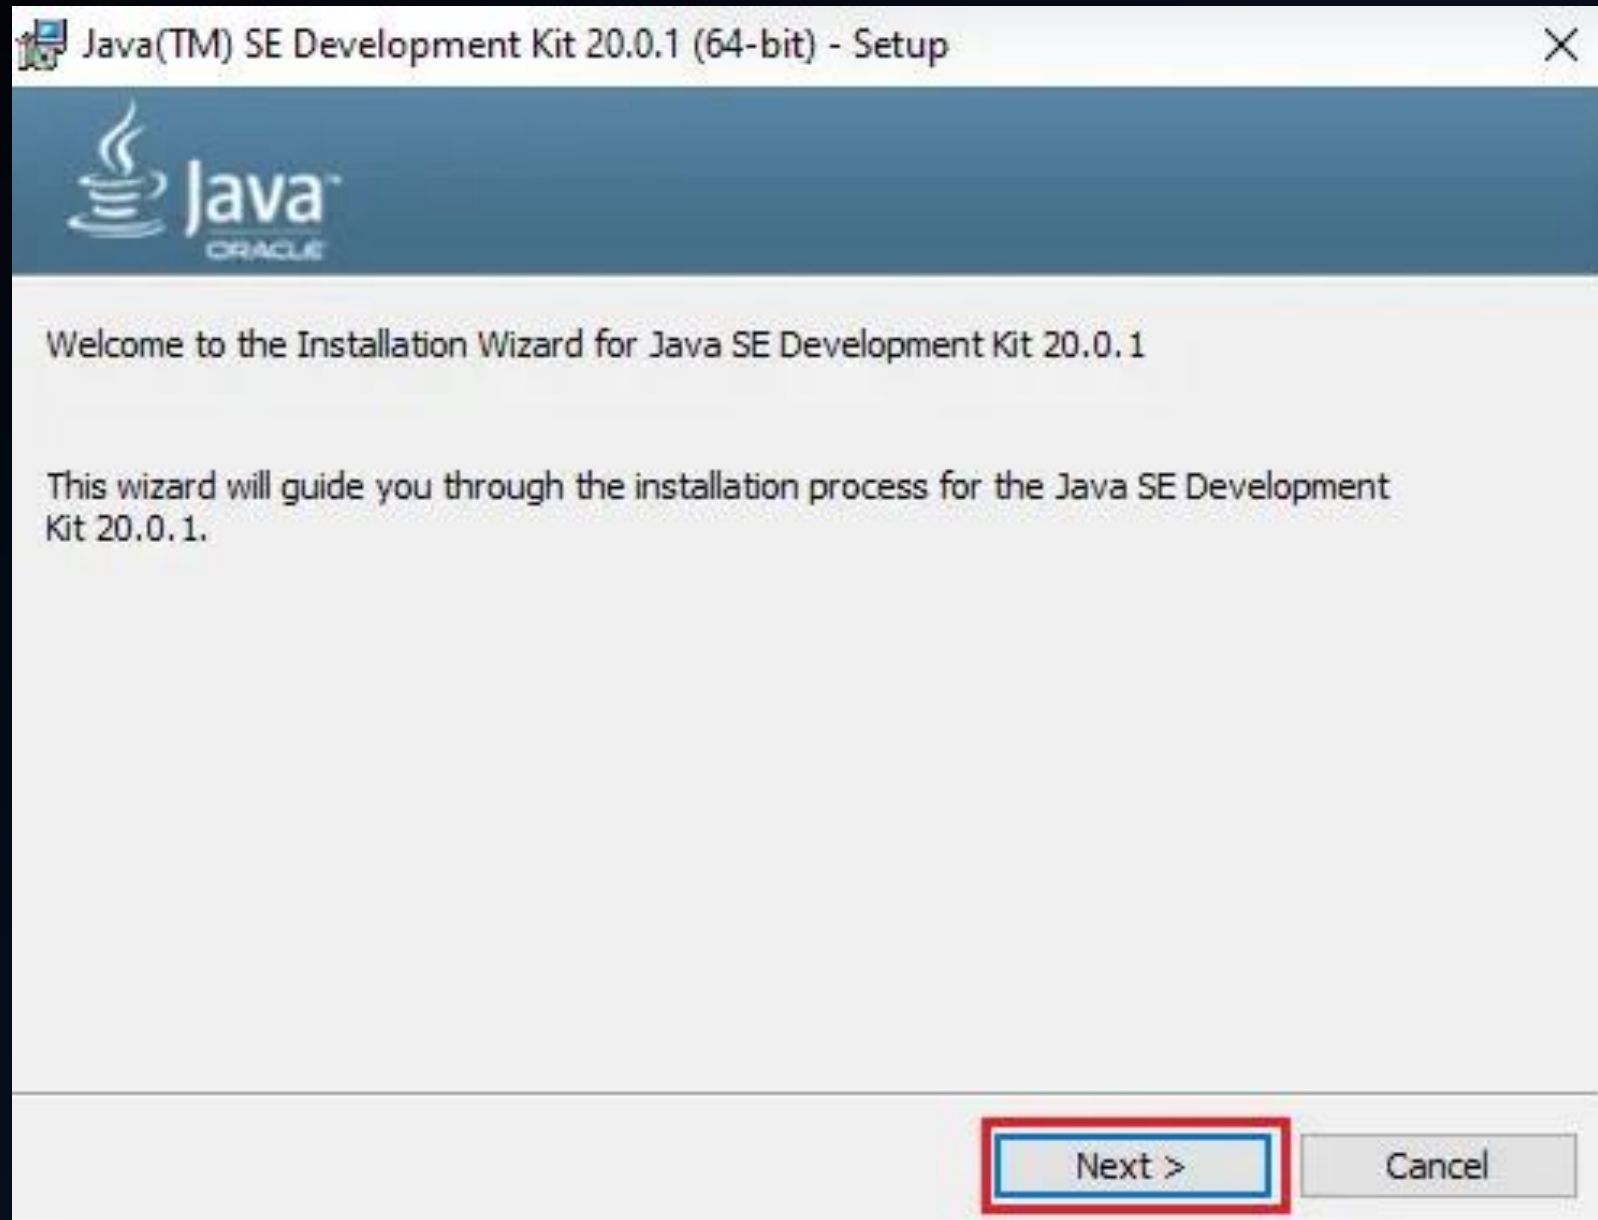 Java(TM) SE Development Kit 20.0.1 (64-bit) - Setup
Java™
ORACLE
Welcome to the Installation Wizard for Java SE Development Kit 20.0.1
This wizard will guide you through the installation process for the Java SE Development
Kit 20.0.1.
Next >
Cancel